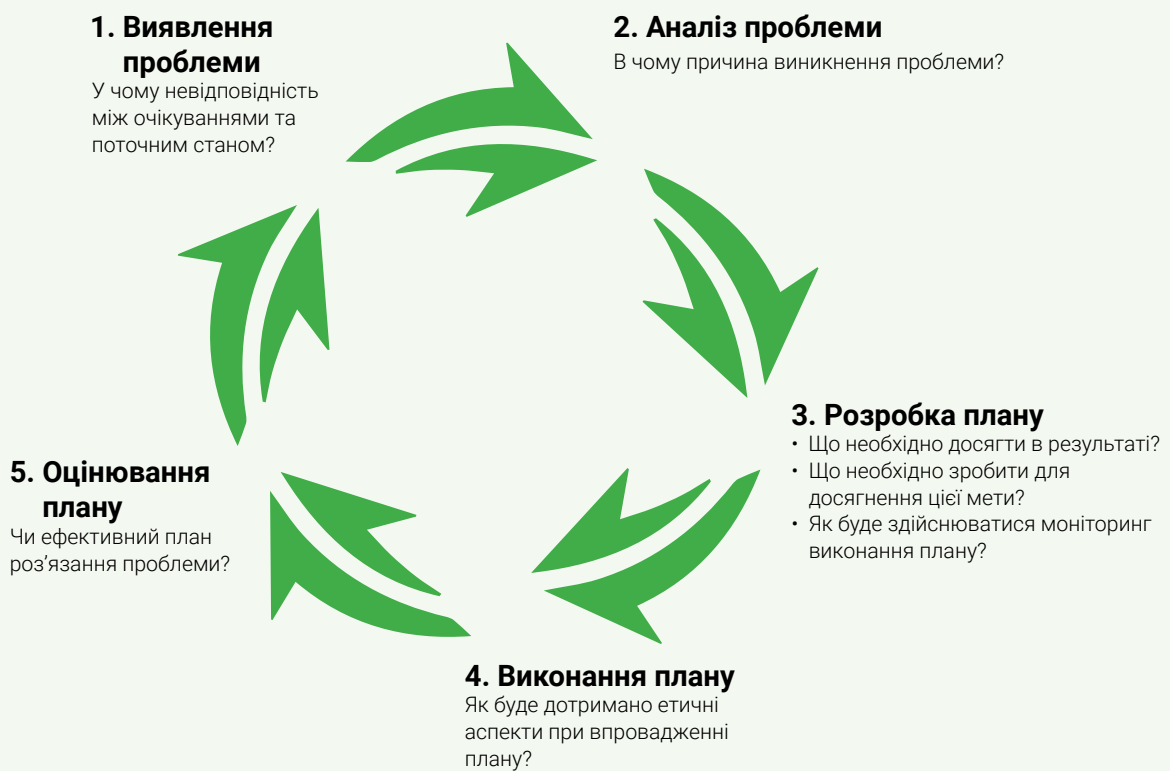 1. Виявлення
проблеми
У чому невідповідність
між очікуваннями та
поточним станом?
2. Аналіз проблеми
В чому причина виникнення проблеми?
3. Розробка плану
• Що необхідно досягти в результаті?
• Що необхідно зробити для
досягнення цієї мети?
• Як буде здійснюватися моніторинг
виконання плану?
4. Виконання плану
Як буде дотримано етичні
аспекти при впровадженні
плану?
5. Оцінювання
плану
Чи ефективний план
роз’язання проблеми?